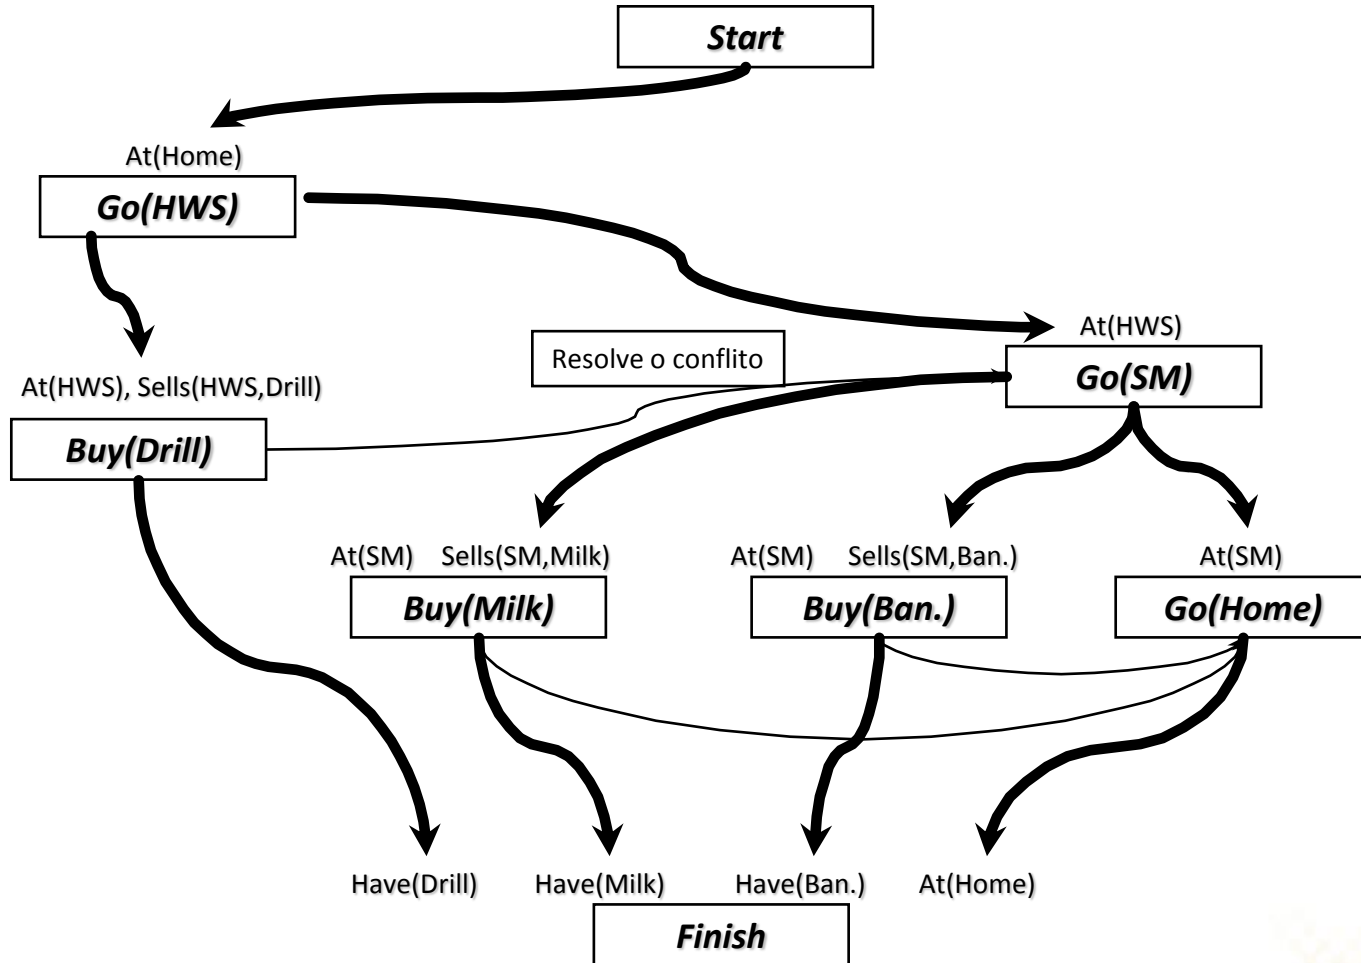 Start
At(Home)
Go(HWS)
At(HWS)
Resolve o conflito
Go(SM)
At(HWS), Sells(HWS,Drill)
Buy(Drill)
At(SM) Sells(SM,Milk)
At(SM) Sells(SM,Ban.)
At(SM)
Buy(Milk)
Buy(Ban.)
Go(Home)
Have(Drill)
Have(Milk)
Have(Ban.)
At(Home)
Finish